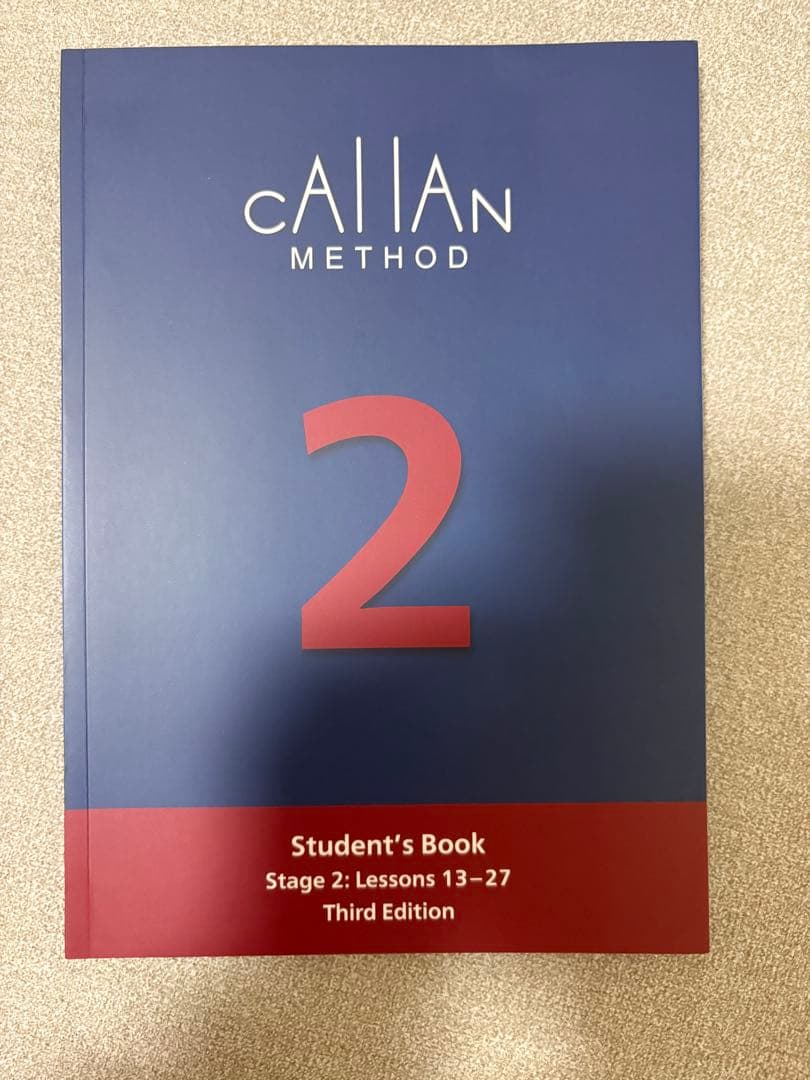 CALLAN
METHOD
2
Student's Book
Stage 2: Lessons 13–27
Third Edition